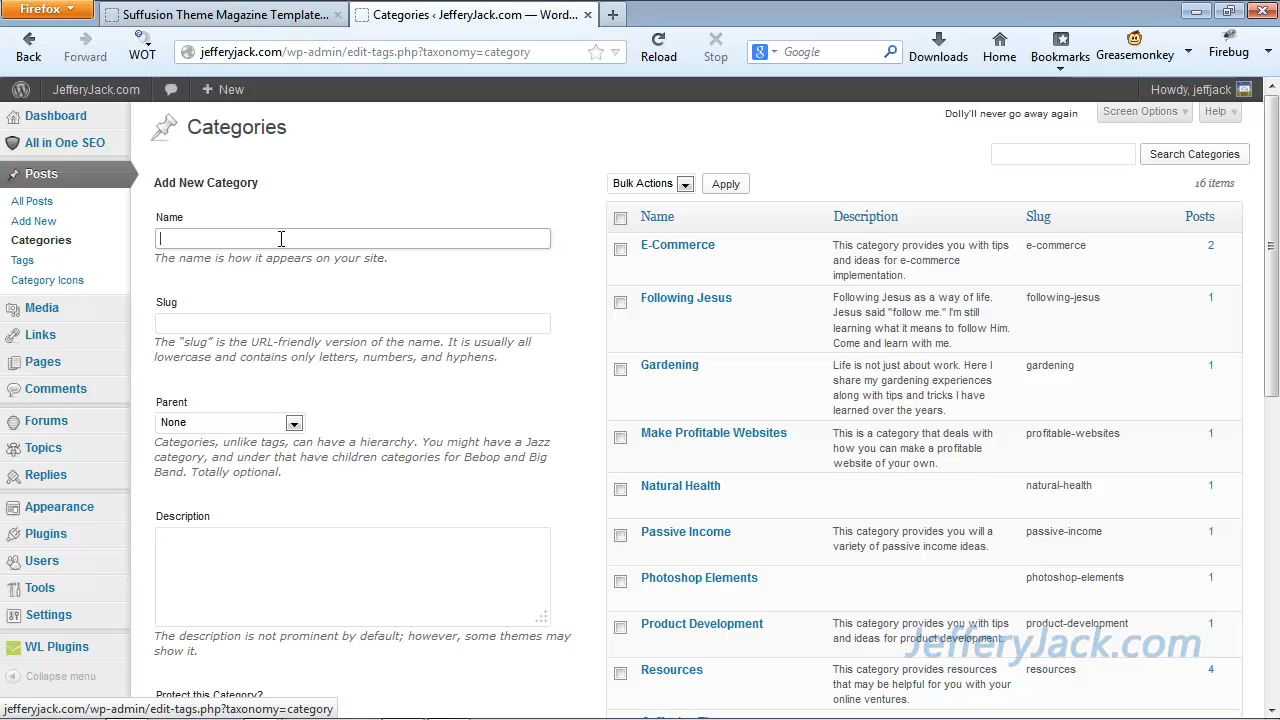 Firefox
Suffusion Theme Magazine Template...
Categories ‹ JefferyJack.com — Word...
Back
Forward
WOT
jefferyjack.com/wp-admin/edit-tags.php?taxonomy=category
Reload
Stop
Google
Downloads
Home
Bookmarks
Greasemonkey
Firebug
JefferyJack.com
New
Howdy, jeffjack
Dashboard
All in One SEO
Posts
All Posts
Add New
Categories
Tags
Category Icons
Media
Links
Pages
Comments
Forums
Topics
Replies
Appearance
Plugins
Users
Tools
Settings
WL Plugins
Collapse menu
jefferyjack.com/wp-admin/edit-tags.php?taxonomy=category
Categories
Dolly'll never go away again
Screen Options
Help
Search Categories
Add New Category
Name
The name is how it appears on your site.
Slug
The “slug” is the URL-friendly version of the name. It is usually all
lowercase and contains only letters, numbers, and hyphens.
Parent
None
Categories, unlike tags, can have a hierarchy. You might have a Jazz
category, and under that have children categories for Bebop and Big
Band. Totally optional.
Description
The description is not prominent by default; however, some themes may
show it.
Protect this Category?
Bulk Actions
Apply
16 items
Name Description Slug Posts
E-Commerce
This category provides you with tips
and ideas for e-commerce
implementation.
e-commerce
2
Following Jesus
Following Jesus as a way of life.
Jesus said "follow me." I'm still
learning what it means to follow Him.
Come and learn with me.
following-jesus
1
Gardening
Life is not just about work. Here I
share my gardening experiences
along with tips and tricks I have
learned over the years.
gardening
1
Make Profitable Websites
This is a category that deals with
how you can make a profitable
website of your own.
profitable-websites
1
Natural Health
natural-health
1
Passive Income
This category provides you will a
variety of passive income ideas.
passive-income
1
Photoshop Elements
photoshop-elements
1
Product Development
This category provides you with tips
and ideas for product development.
product-development
1
JefferyJack.com
Resources
This category provides resources
that may be helpful for you with your
online ventures.
resources
4